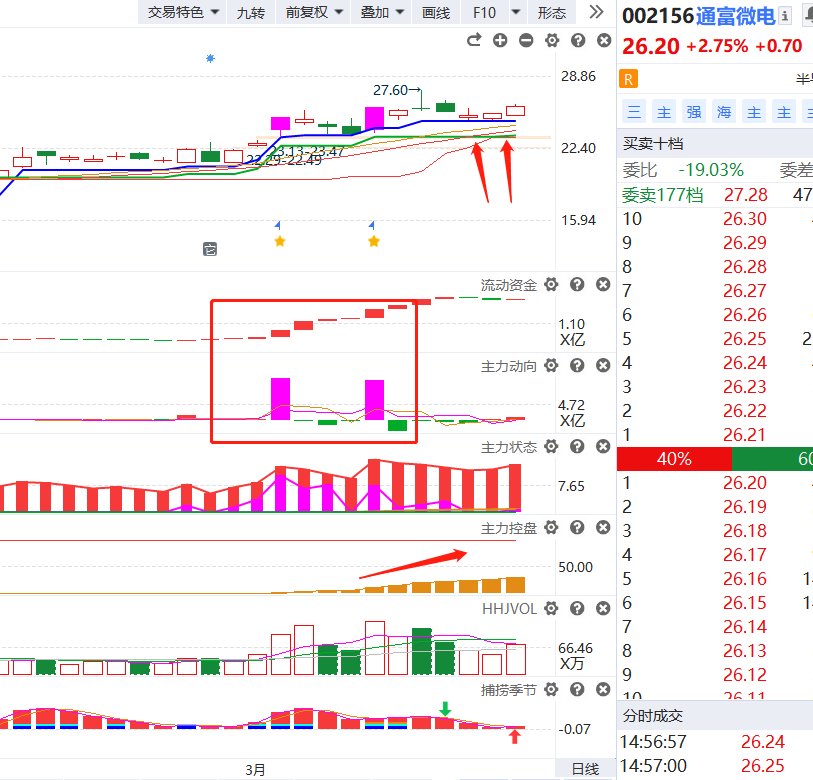 交易特色 九转 前复权 叠加 画线 F10 形态
27.60→
28.86
22.40
22.29-22.49
23.13-23.47
15.94
流动资金
1.10
X亿
主力动向
4.72
X亿
主力状态
7.65
主力控盘
50.00
HHJVOL
66.46
X万
捕捞季节
-0.07
3月
日线
002156通富微电
26.20 +2.75% +0.70
R
三 主 强 海 主 主
买卖十档
委比 -19.03% 委差
委卖177档 27.28 47
10 26.30
9 26.29
8 26.28
7 26.27
6 26.26
5 26.25 2
4 26.24
3 26.23
2 26.22
1 26.21
40% 60
1 26.20
2 26.19
3 26.18
4 26.17
5 26.16 1
6 26.15 1
7 26.14
8 26.13
9 26.12
10 26.11
分时成交
14:56:57 26.24
14:57:00 26.25